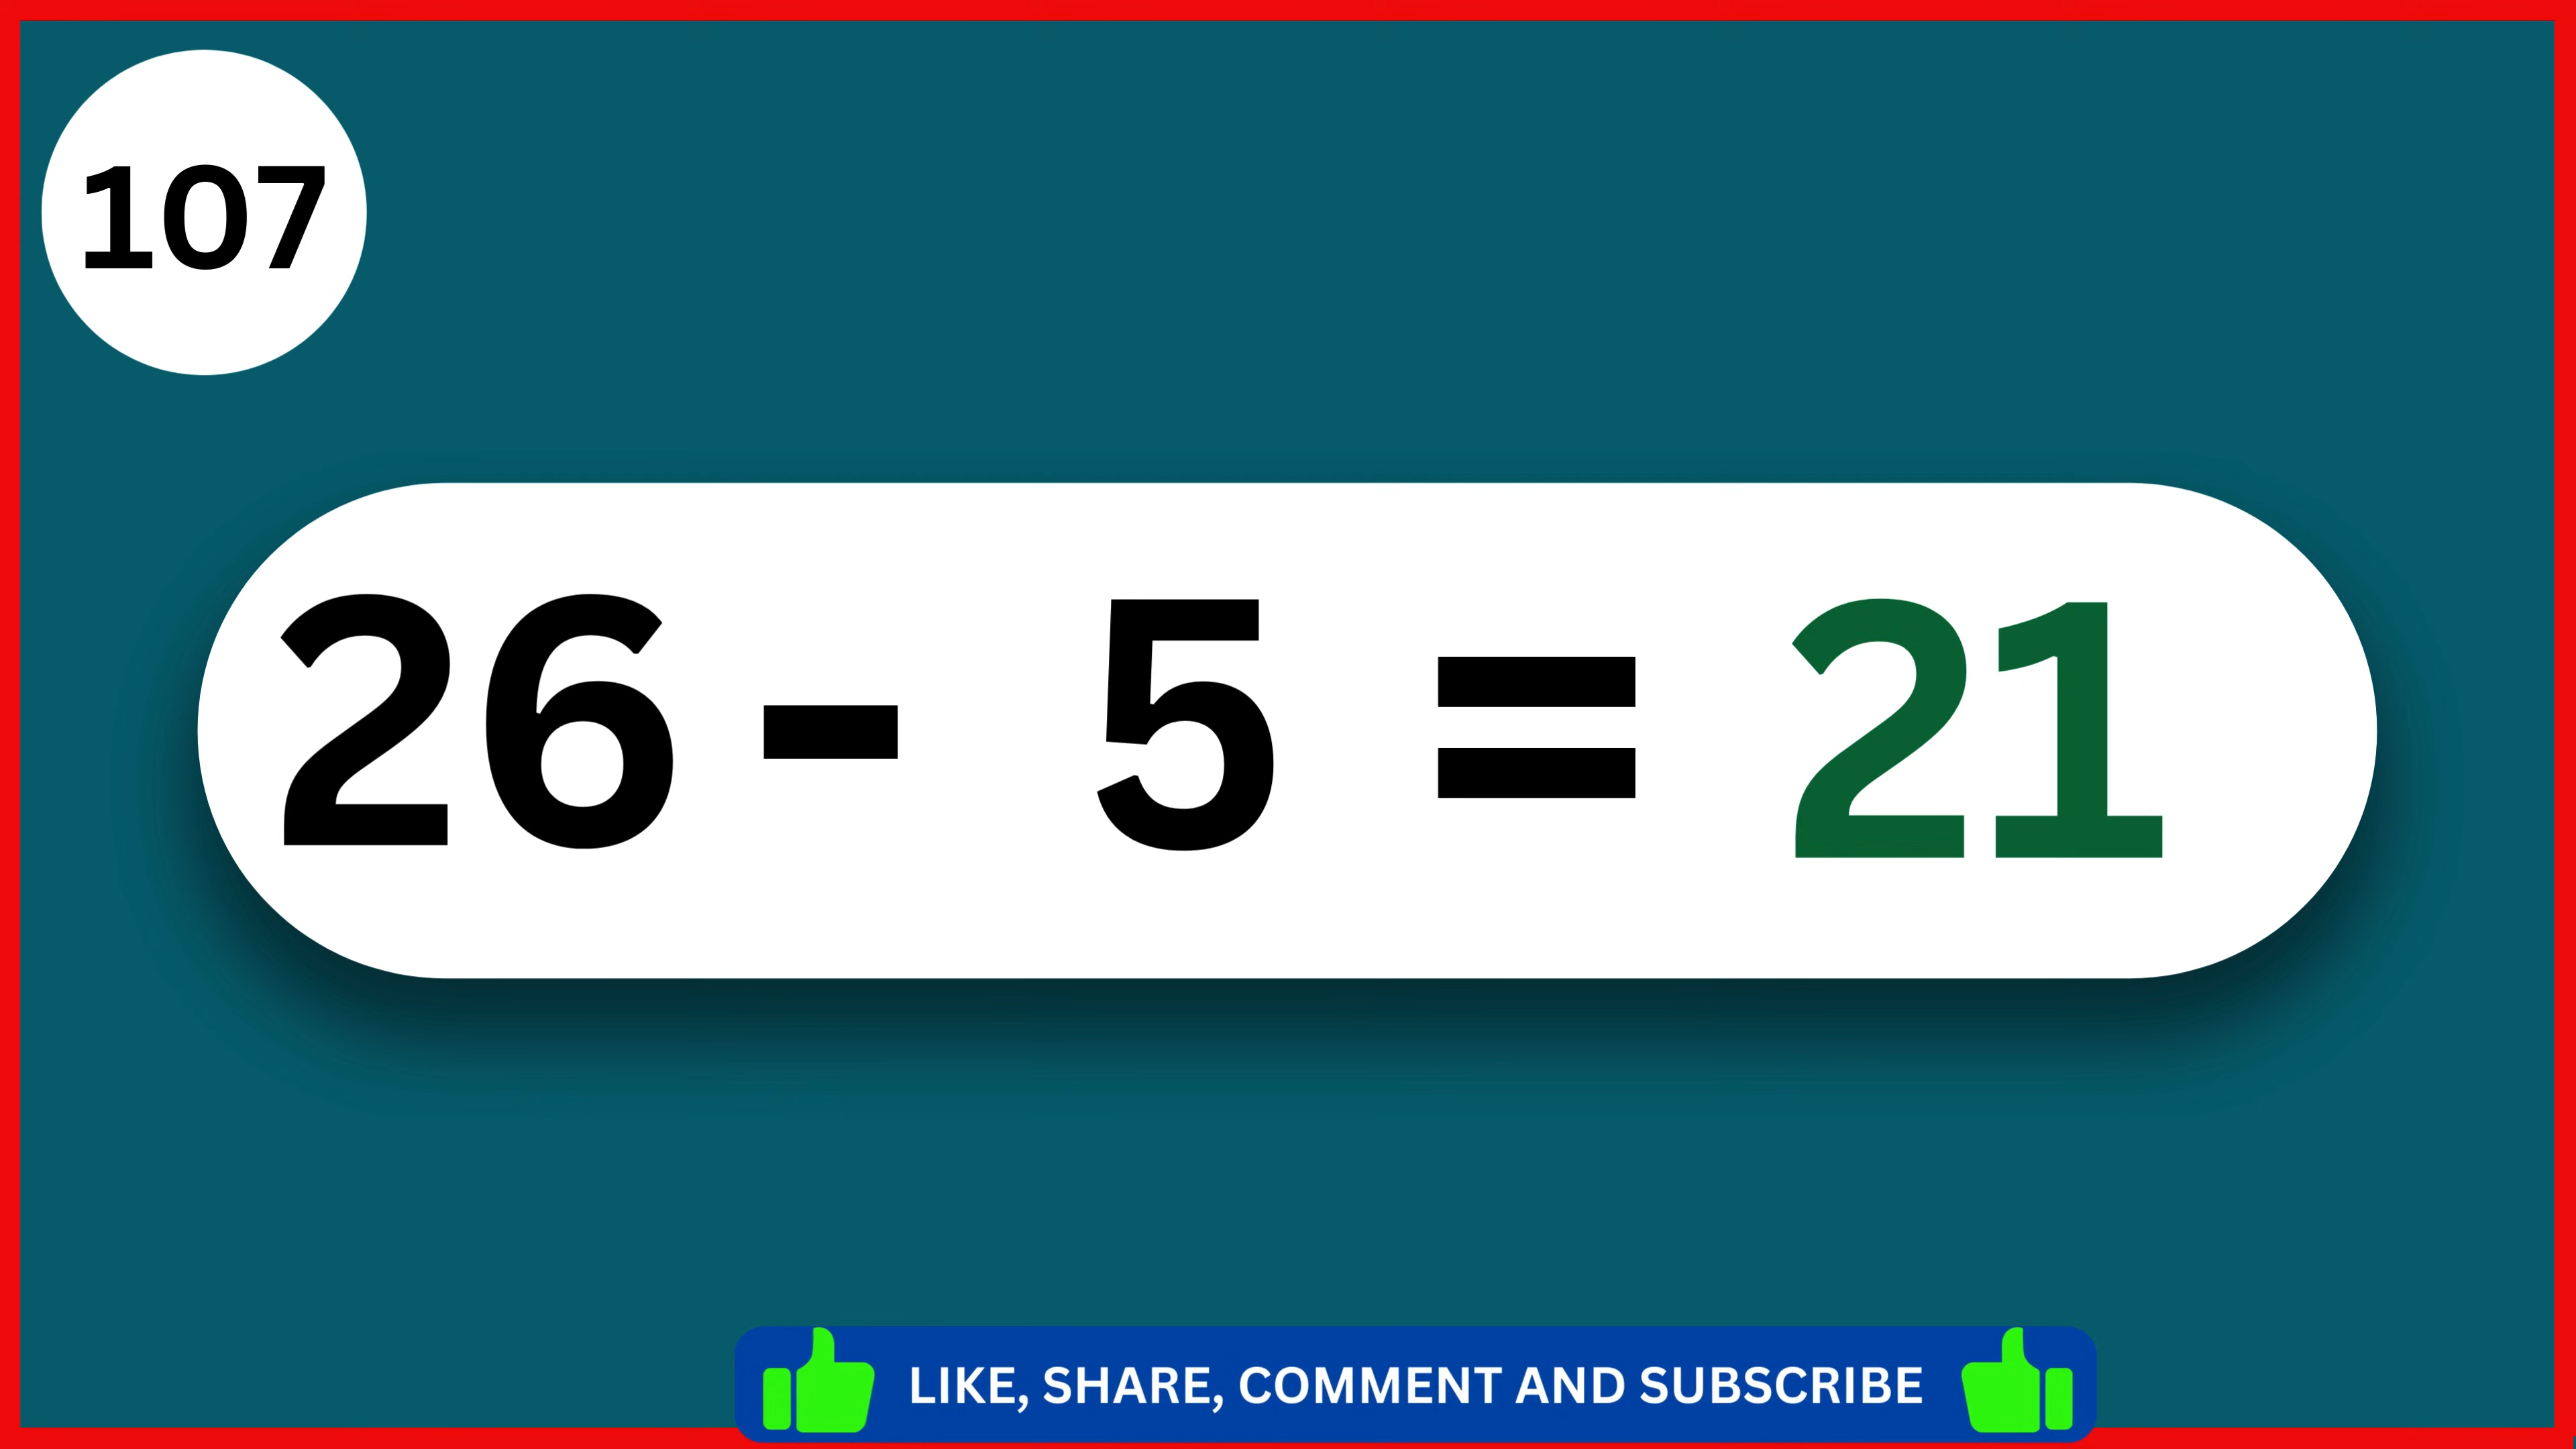 107
26 - 5 = 21
LIKE, SHARE, COMMENT AND SUBSCRIBE